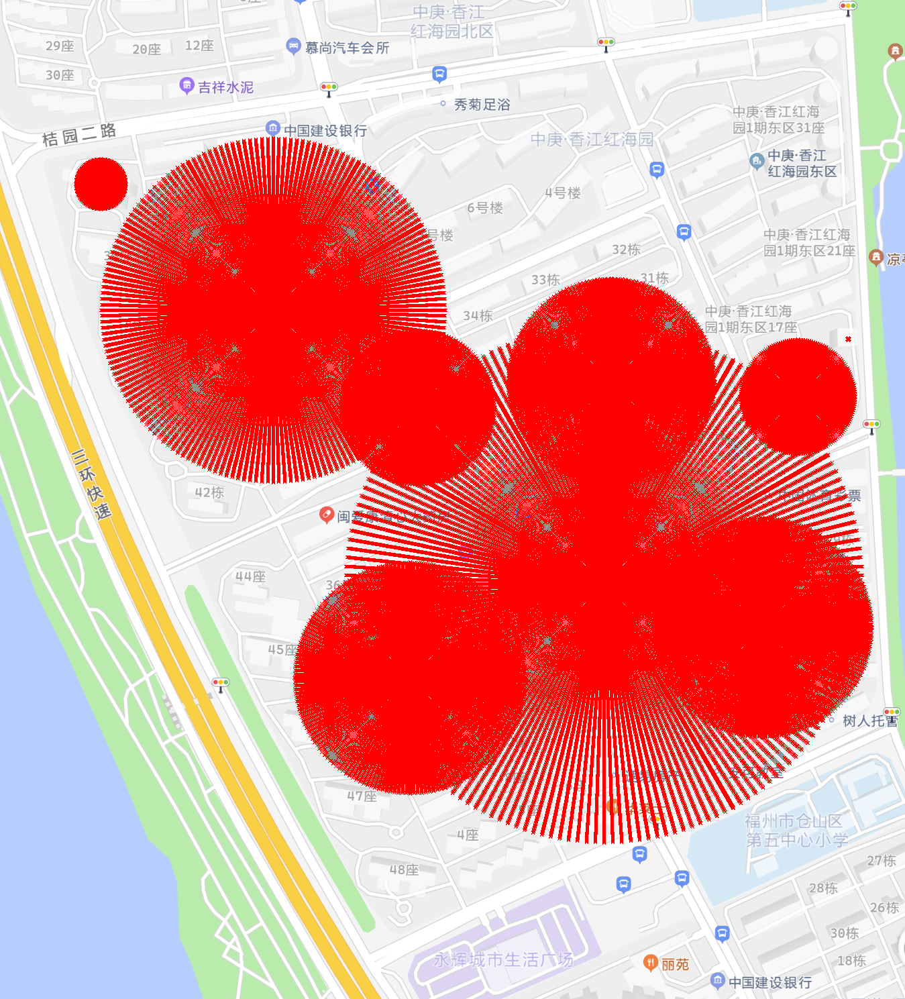 中庚·香江
红海园北区
29座
20座
12座
慕尚汽车会所
30座
吉祥水泥
秀菊足浴
中庚·香江红海
园1期东区31座
桂园二路
中国建设银行
中庚·香江红海园
中庚·香江
红海园东区
4号楼
6号楼
号楼
中庚·香江红海
园1期东区21座
32栋
凉亭
33栋
31栋
34栋
中庚·香江红海
园1期东区17座
三环快速
42栋
中国体育彩票
9栋
44座
36
45座
树人托管
47座
福州市仓山区
第五中心小学
4座
48座
27栋
28栋
26栋
30栋
永辉城市生活广场
丽苑
18栋
中国建设银行